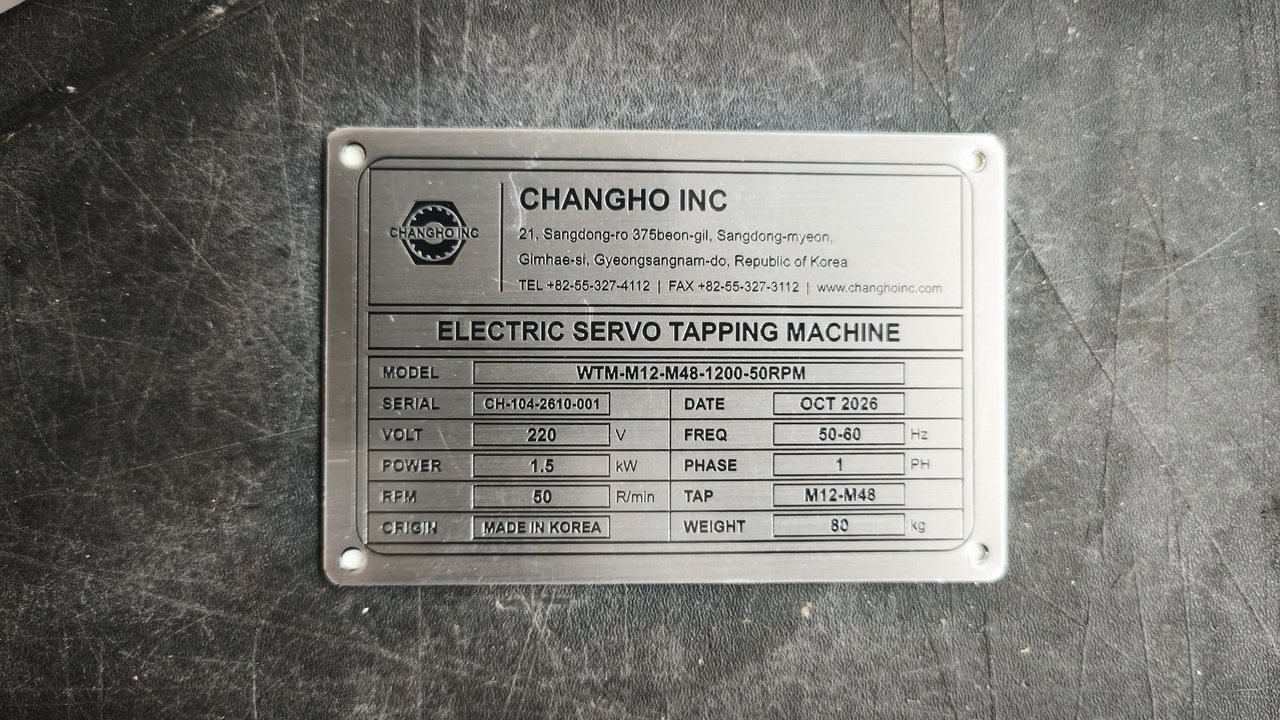 CHANGHO INC
CHANGHO INC
21, Sangdong-ro 375beon-gil, Sangdong-myeon,
Gimhae-si, Gyeongsangnam-do, Republic of Korea
TEL +82-55-327-4112 | FAX +82-55-327-3112 | www.changhoinc.com
ELECTRIC SERVO TAPPING MACHINE
MODEL WTM-M12-M48-1200-50RPM
SERIAL CH-104-2610-001 DATE OCT 2026
VOLT 220 V FREQ 50-60 Hz
POWER 1.5 kW PHASE 1 PH
RPM 50 R/min TAP M12-M48
ORIGIN MADE IN KOREA WEIGHT 80 kg